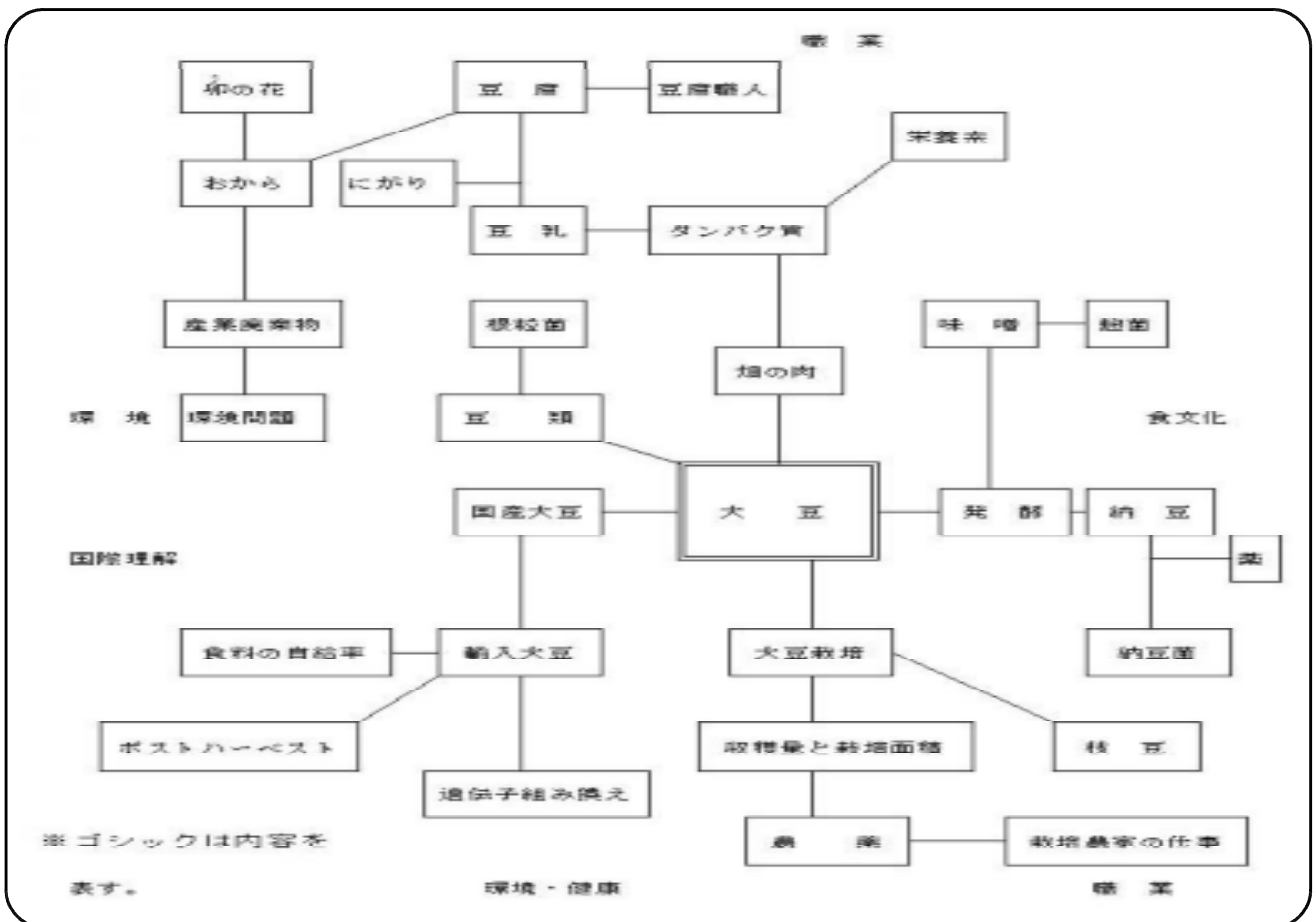 職　業
卯の花
豆　腐
豆腐職人
栄養素
おから
にがり
豆　乳
タンパク質
産業廃棄物
根粒菌
味　噌
麹菌
畑の肉
環　境
環境問題
豆　類
食文化
国産大豆
大　豆
発　酵
納　豆
国際理解
薬
食料の自給率
輸入大豆
大豆栽培
納豆菌
ポストハーベスト
収穫量と栽培面積
枝　豆
遺伝子組み換え
※ゴシックは内容を
表す。
農　薬
栽培農家の仕事
環境・健康
職　業